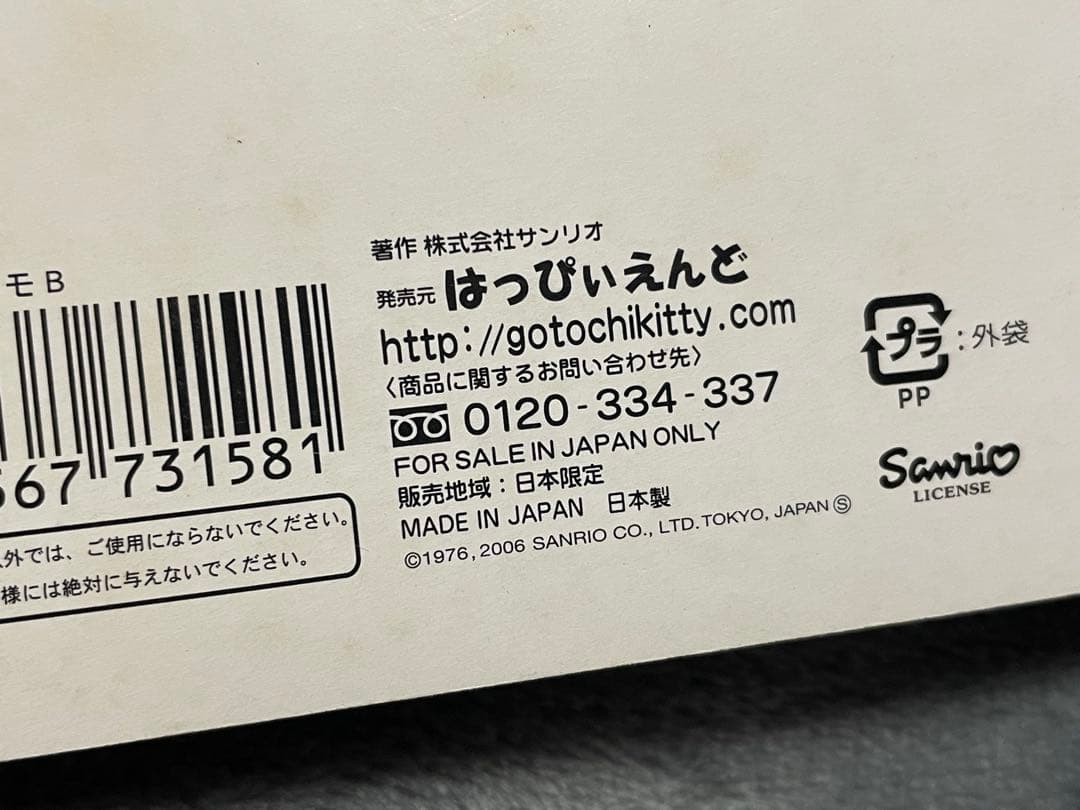 モB
67 731581
外では、ご使用にならないでください。
様には絶対に与えないでください。
著作 株式会社サンリオ
発売元 はっぴぃえんど
http://gotochikitty.com
〈商品に関するお問い合わせ先〉
0120-334-337
FOR SALE IN JAPAN ONLY
販売地域：日本限定
MADE IN JAPAN 日本製
©1976, 2006 SANRIO CO., LTD. TOKYO, JAPAN Ⓢ
プラ：外袋
PP
Sanrio
LICENSE